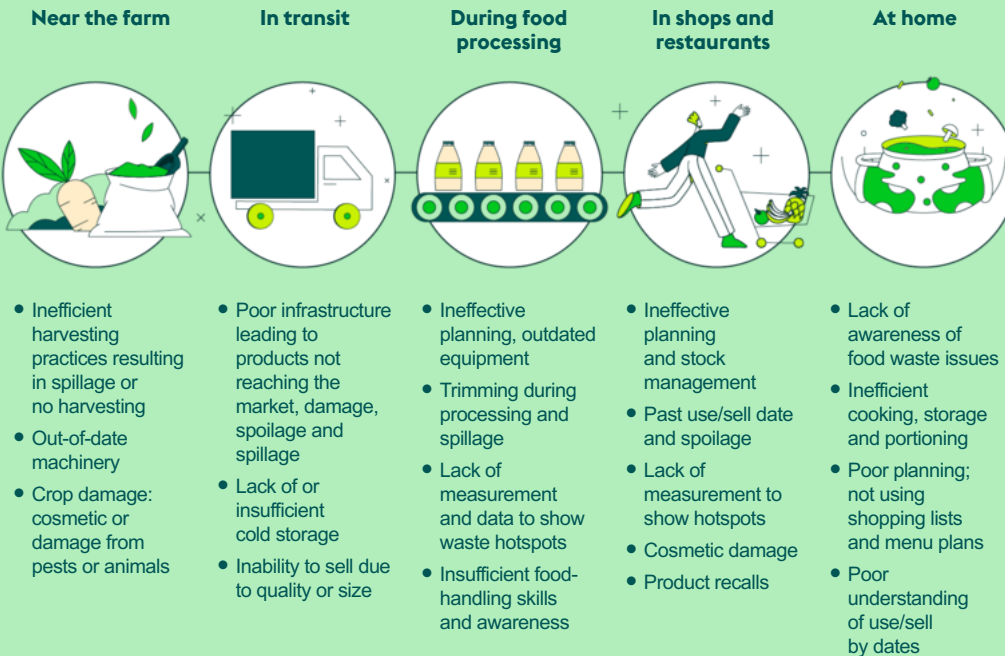 Near the farm
In transit
During food
processing
In shops and
restaurants
At home
• Inefficient
harvesting
practices resulting
in spillage or
no harvesting
• Out-of-date
machinery
• Crop damage:
cosmetic or
damage from
pests or animals
• Poor infrastructure
leading to
products not
reaching the
market, damage,
spoilage and
spillage
• Lack of or
insufficient
cold storage
• Inability to sell due
to quality or size
• Ineffective
planning, outdated
equipment
• Trimming during
processing and
spillage
• Lack of
measurement
and data to show
waste hotspots
• Insufficient food-
handling skills
and awareness
• Ineffective
planning
and stock
management
• Past use/sell date
and spoilage
• Lack of
measurement to
show hotspots
• Cosmetic damage
• Product recalls
• Lack of
awareness of
food waste issues
• Inefficient
cooking, storage
and portioning
• Poor planning;
not using
shopping lists
and menu plans
• Poor
understanding
of use/sell
by dates